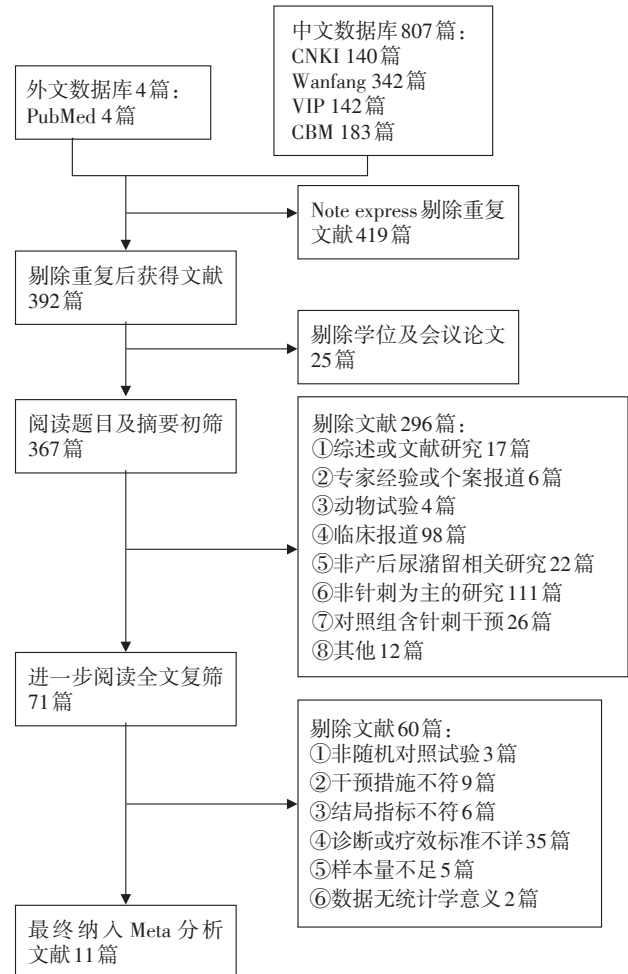 外文数据库4篇：
PubMed 4篇
中文数据库807篇：
CNKI 140篇
Wanfang 342篇
VIP 142篇
CBM 183篇
Note express剔除重复
文献419篇
剔除重复后获得文献
392篇
剔除学位及会议论文
25篇
阅读题目及摘要初筛
367篇
剔除文献296篇：
①综述或文献研究17篇
②专家经验或个案报道6篇
③动物试验4篇
④临床报道98篇
⑤非产后尿潴留相关研究22篇
⑥非针刺为主的研究111篇
⑦对照组含针刺干预26篇
⑧其他12篇
进一步阅读全文复筛
71篇
剔除文献60篇：
①非随机对照试验3篇
②干预措施不符9篇
③结局指标不符6篇
④诊断或疗效标准不详35篇
⑤样本量不足5篇
⑥数据无统计学意义2篇
最终纳入Meta分析
文献11篇